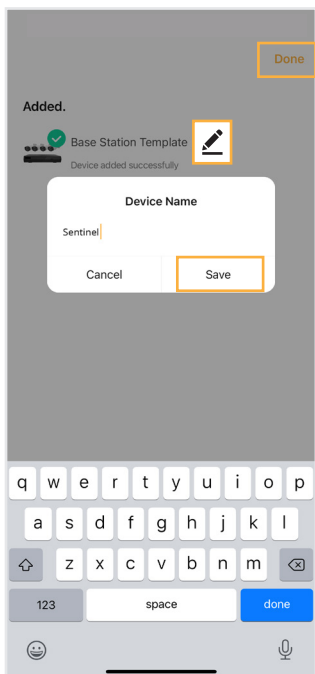 Done
Added.
Base Station Template
Device added successfully
Device Name
Sentinel
Cancel Save
q w e r t y u i o p
a s d f g h j k l
z x c v b n m
123 space done